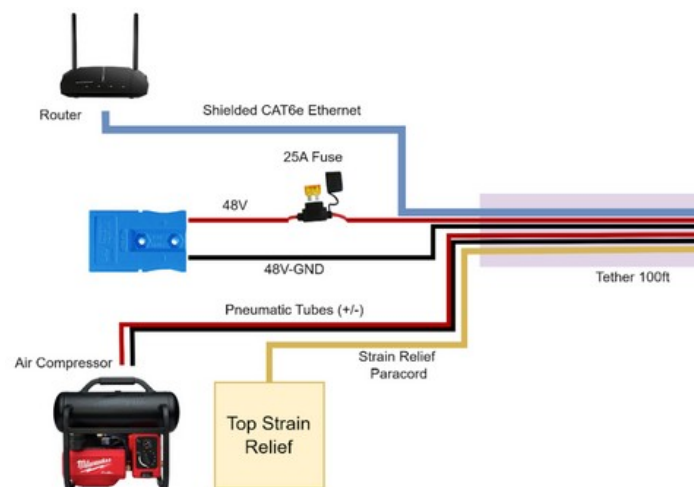 Router
Shielded CAT6e Ethernet
25A Fuse
48V
48V-GND
Tether 100ft
Pneumatic Tubes (+/-)
Air Compressor
Strain Relief
Paracord
Top Strain
Relief
Milwaukee